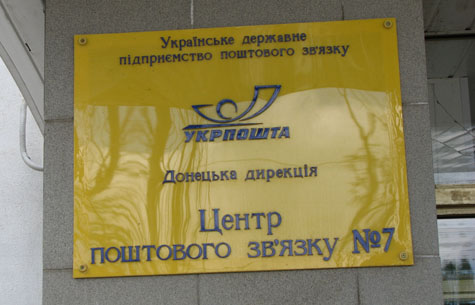 Українське державне
підприємство поштового зв'язку
УКРПОШТА
Донецька дирекція
Центр
поштового зв'язку №7